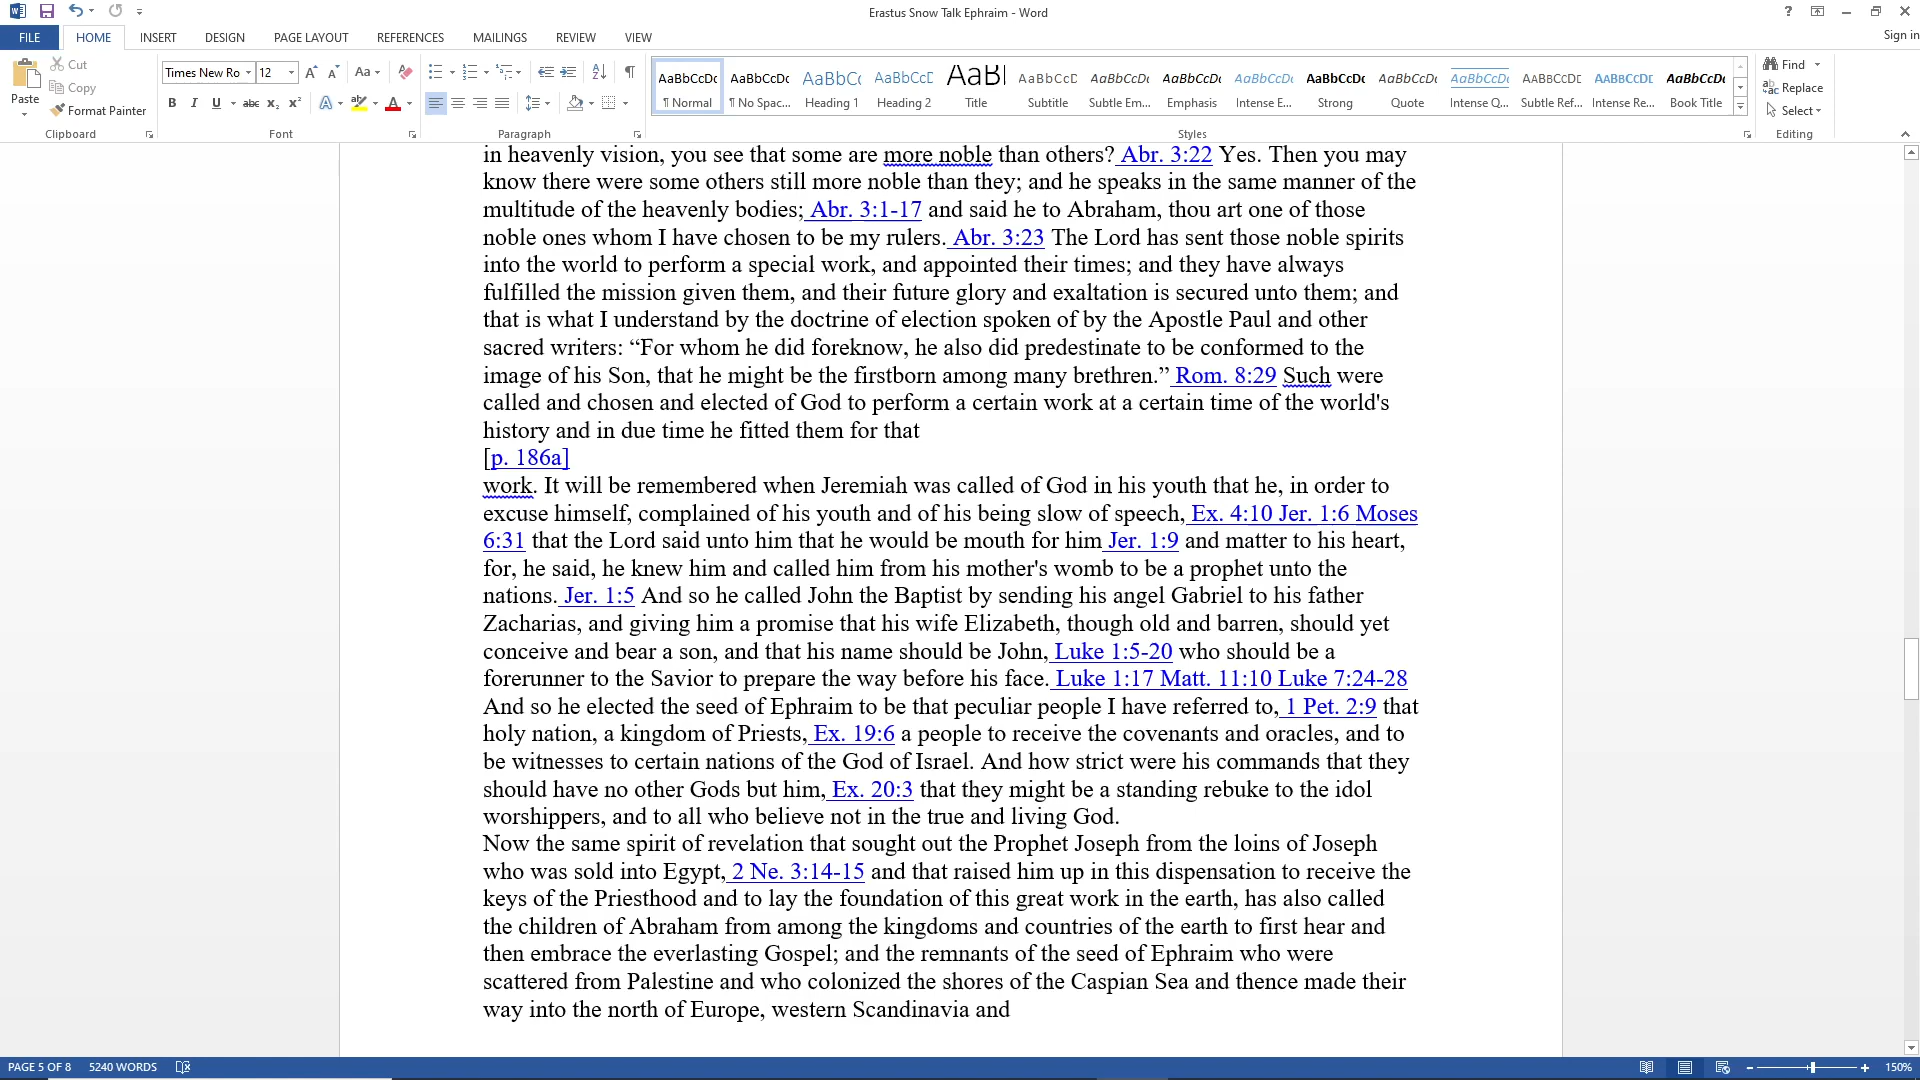 Erastus Snow Talk Ephraim - Word
Sign in
FILE HOME INSERT DESIGN PAGE LAYOUT REFERENCES MAILINGS REVIEW VIEW
Paste
Cut
Copy
Format Painter
Clipboard
Times New Ro 12
Font
Paragraph
AaBbCcDc AaBbCcDc AaBbCc AaBbCcD AaBl AaBbCcD AaBbCcDc AaBbCcDc AaBbCcDc AaBbCcDc AaBbCcDc AaBbCcDc AaBbCcDc AaBbCcDc AaBbCcDc
¶ Normal ¶ No Spac... Heading 1 Heading 2 Title Subtitle Subtle Em... Emphasis Intense E... Strong Quote Intense Q... Subtle Ref... Intense Re... Book Title
Styles
Find
Replace
Select
Editing
in heavenly vision, you see that some are more noble than others? Abr. 3:22 Yes. Then you may
know there were some others still more noble than they; and he speaks in the same manner of the
multitude of the heavenly bodies; Abr. 3:1-17 and said he to Abraham, thou art one of those
noble ones whom I have chosen to be my rulers. Abr. 3:23 The Lord has sent those noble spirits
into the world to perform a special work, and appointed their times; and they have always
fulfilled the mission given them, and their future glory and exaltation is secured unto them; and
that is what I understand by the doctrine of election spoken of by the Apostle Paul and other
sacred writers: “For whom he did foreknow, he also did predestinate to be conformed to the
image of his Son, that he might be the firstborn among many brethren.” Rom. 8:29 Such were
called and chosen and elected of God to perform a certain work at a certain time of the world's
history and in due time he fitted them for that
[p. 186a]
work. It will be remembered when Jeremiah was called of God in his youth that he, in order to
excuse himself, complained of his youth and of his being slow of speech, Ex. 4:10 Jer. 1:6 Moses
6:31 that the Lord said unto him that he would be mouth for him Jer. 1:9 and matter to his heart,
for, he said, he knew him and called him from his mother's womb to be a prophet unto the
nations. Jer. 1:5 And so he called John the Baptist by sending his angel Gabriel to his father
Zacharias, and giving him a promise that his wife Elizabeth, though old and barren, should yet
conceive and bear a son, and that his name should be John, Luke 1:5-20 who should be a
forerunner to the Savior to prepare the way before his face. Luke 1:17 Matt. 11:10 Luke 7:24-28
And so he elected the seed of Ephraim to be that peculiar people I have referred to, 1 Pet. 2:9 that
holy nation, a kingdom of Priests, Ex. 19:6 a people to receive the covenants and oracles, and to
be witnesses to certain nations of the God of Israel. And how strict were his commands that they
should have no other Gods but him, Ex. 20:3 that they might be a standing rebuke to the idol
worshippers, and to all who believe not in the true and living God.
Now the same spirit of revelation that sought out the Prophet Joseph from the loins of Joseph
who was sold into Egypt, 2 Ne. 3:14-15 and that raised him up in this dispensation to receive the
keys of the Priesthood and to lay the foundation of this great work in the earth, has also called
the children of Abraham from among the kingdoms and countries of the earth to first hear and
then embrace the everlasting Gospel; and the remnants of the seed of Ephraim who were
scattered from Palestine and who colonized the shores of the Caspian Sea and thence made their
way into the north of Europe, western Scandinavia and
PAGE 5 OF 8 5240 WORDS 150%